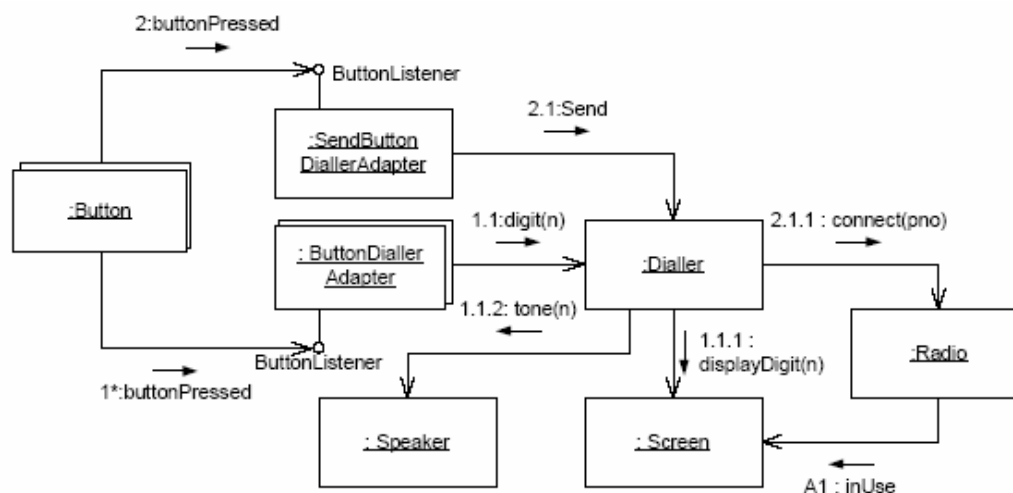 2:buttonPressed
ButtonListener
:SendButton
DiallerAdapter
2.1:Send
:Button
: ButtonDialler
Adapter
1.1:digit(n)
:Dialler
2.1.1 : connect(pno)
1.1.2: tone(n)
1.1.1 :
displayDigit(n)
:Radio
ButtonListener
1*:buttonPressed
: Speaker
: Screen
A1 : inUse